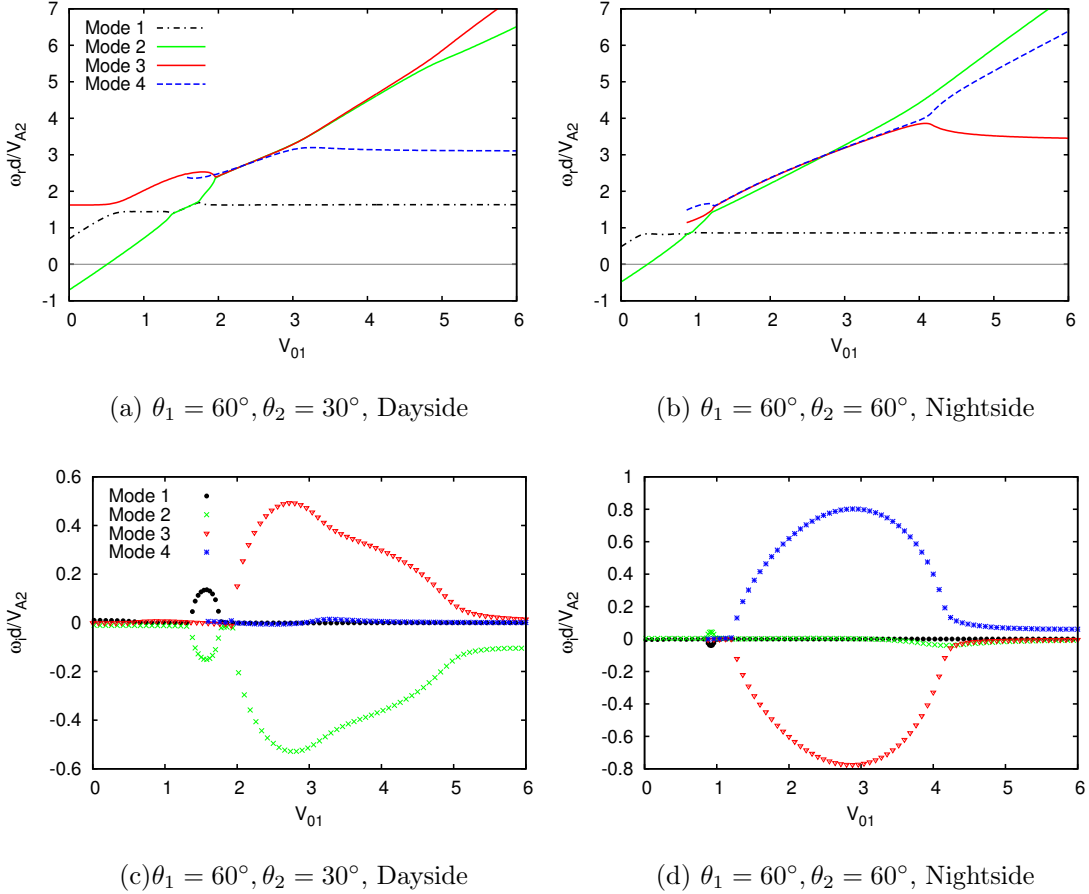 7
6
5
4
3
2
1
0
-1
ωᵣd/V_A2
Mode 1
Mode 2
Mode 3
Mode 4
0 1 2 3 4 5 6
V₀₁
(a) θ₁ = 60°, θ₂ = 30°, Dayside
7
6
5
4
3
2
1
0
-1
ωᵣd/V_A2
0 1 2 3 4 5 6
V₀₁
(b) θ₁ = 60°, θ₂ = 60°, Nightside
0.6
0.4
0.2
0
-0.2
-0.4
-0.6
ωᵢd/V_A2
Mode 1
Mode 2
Mode 3
Mode 4
0 1 2 3 4 5 6
V₀₁
(c)θ₁ = 60°, θ₂ = 30°, Dayside
1
0.8
0.6
0.4
0.2
0
-0.2
-0.4
-0.6
-0.8
ωᵢd/V_A2
0 1 2 3 4 5 6
V₀₁
(d) θ₁ = 60°, θ₂ = 60°, Nightside